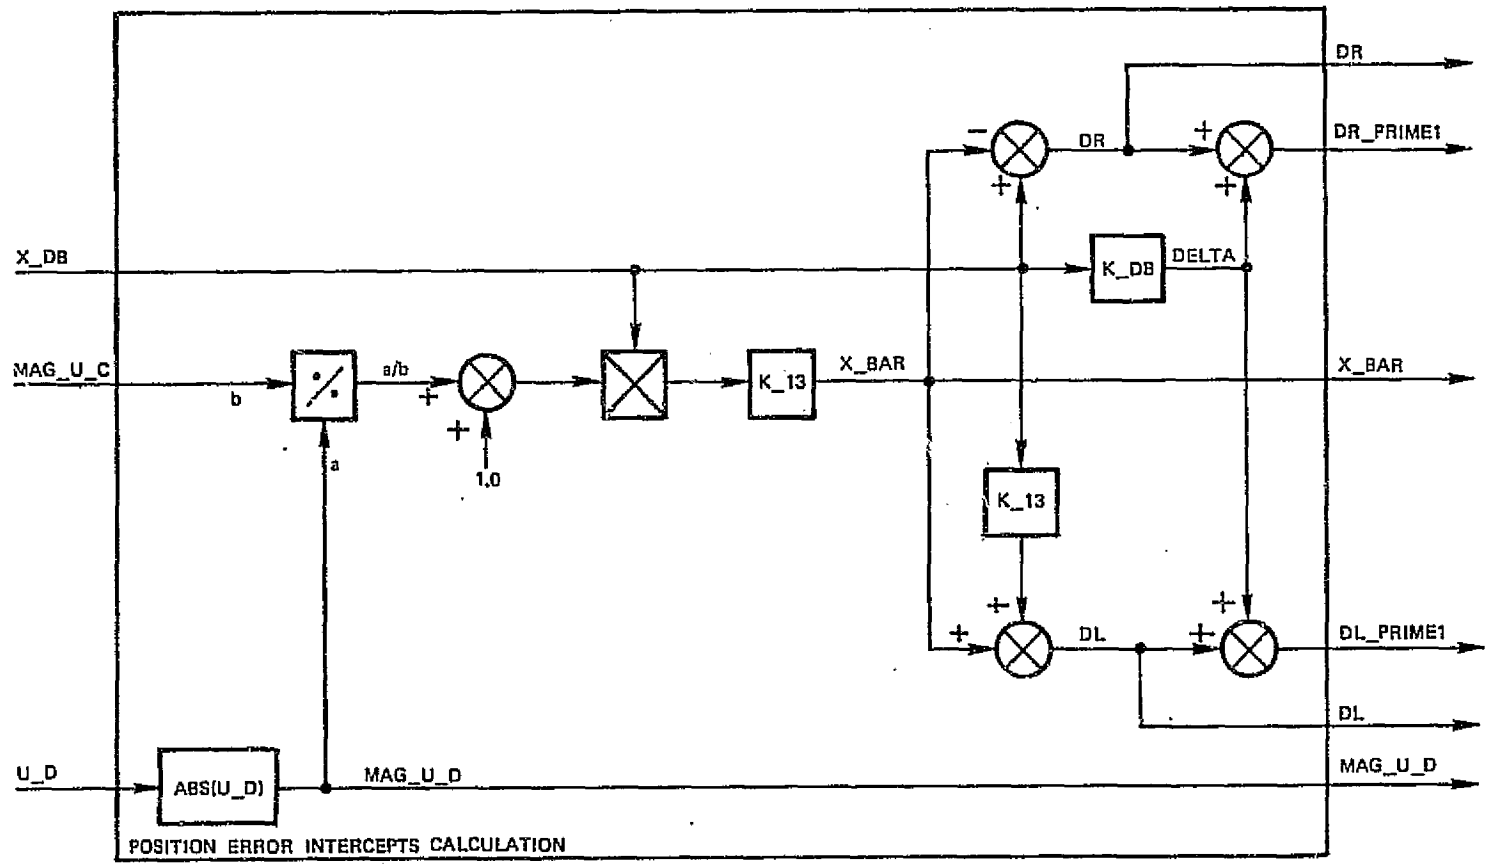 DR
DR_PRIME1
− DR +
+ +
X_DB
K_DB DELTA
MAG_U_C
a/b
X_BAR
X_BAR
b
+
K_13
+
a
1.0
K_13
+ +
+ DL + DL_PRIME1
DL
U_D
ABS(U_D)
MAG_U_D
MAG_U_D
POSITION ERROR INTERCEPTS CALCULATION